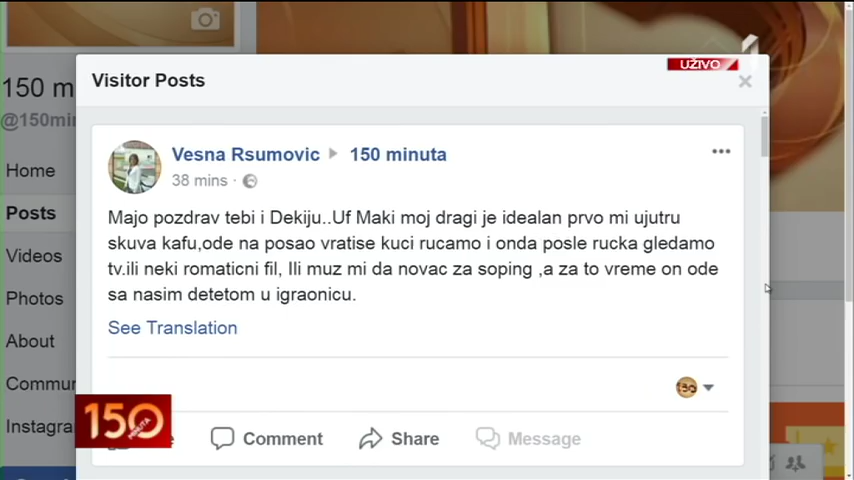 UŽIVO
Visitor Posts
150 m
@150mi
Home
Posts
Videos
Photos
About
Commu
Instagra
Vesna Rsumovic 150 minuta
38 mins ·
Majo pozdrav tebi i Dekiju..Uf Maki moj dragi je idealan prvo mi ujutru
skuva kafu,ode na posao vratise kuci rucamo i onda posle rucka gledamo
tv.ili neki romaticni fil, Ili muz mi da novac za soping ,a za to vreme on ode
sa nasim detetom u igraonicu.
See Translation
150
MINUTA
Comment Share Message